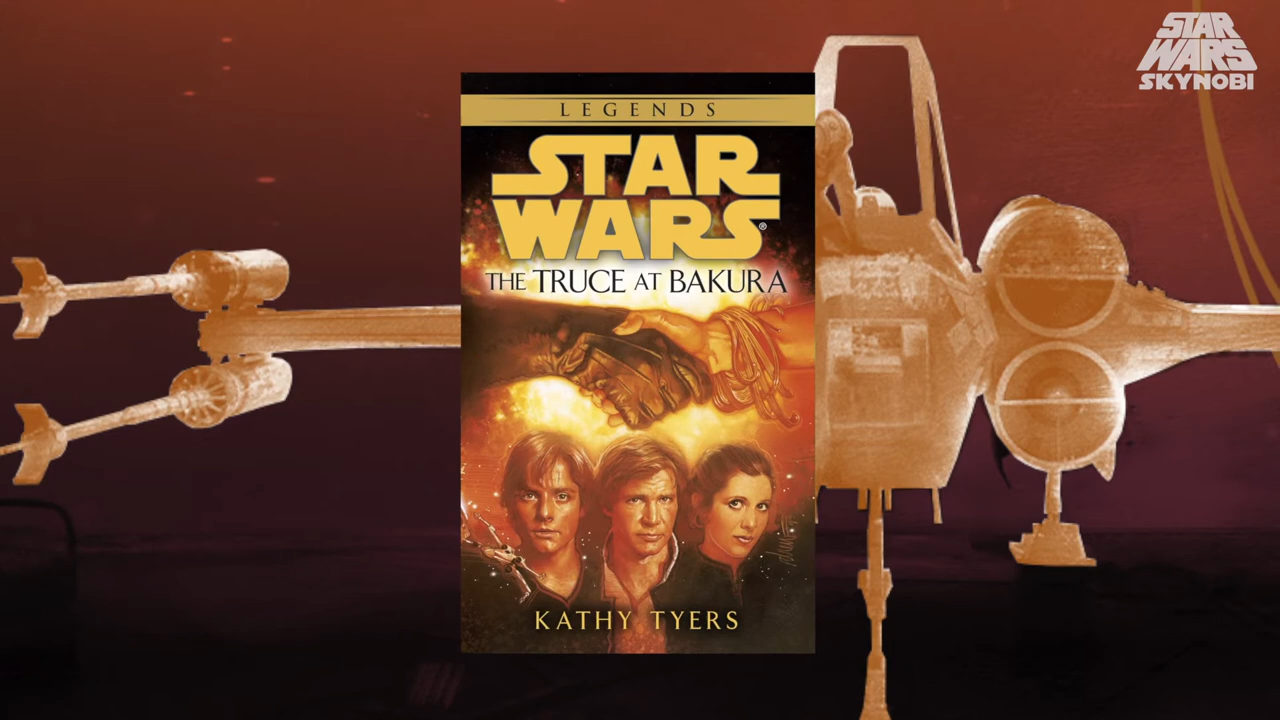 STAR
WARS
SKYNOBI
LEGENDS
STAR
WARS®
THE TRUCE AT BAKURA
KATHY TYERS